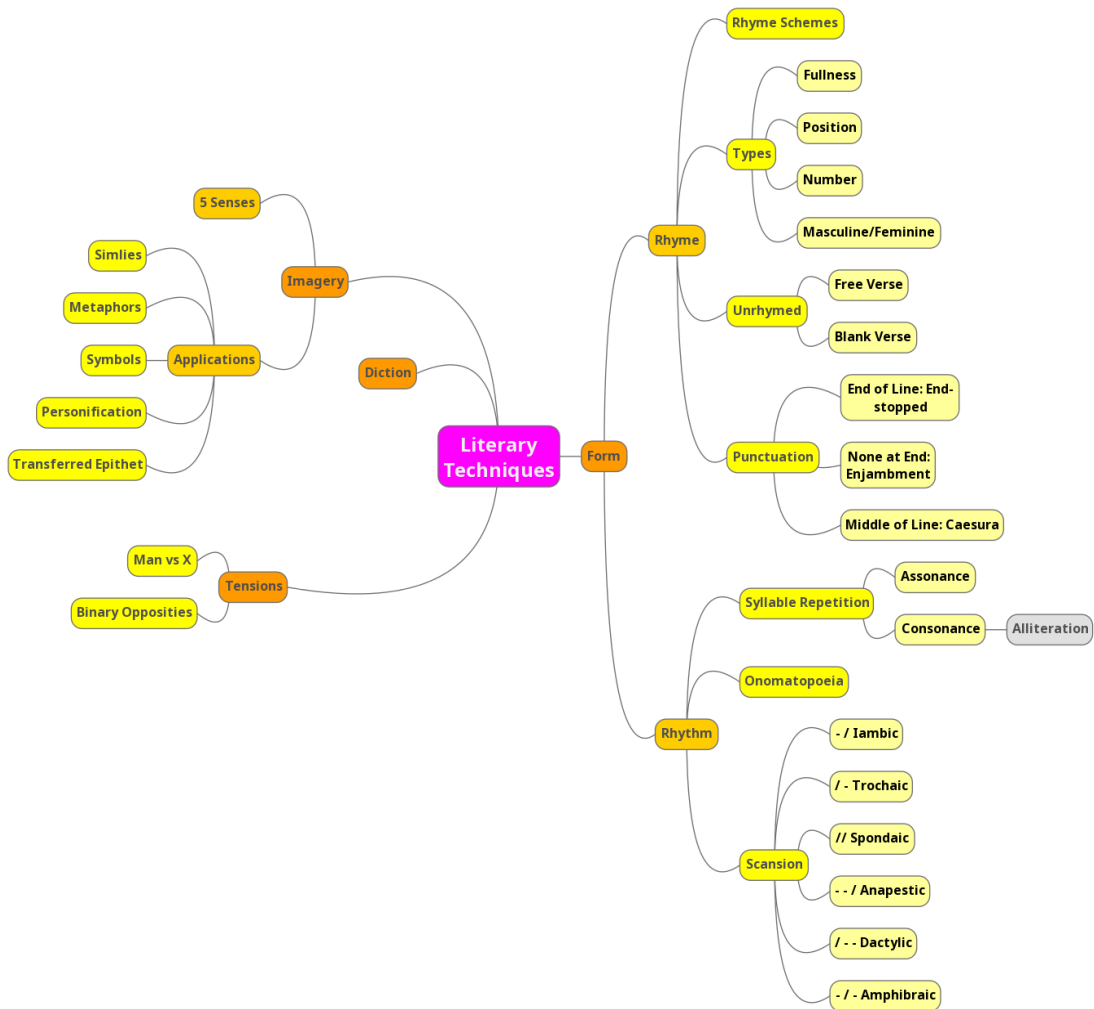 Literary
Techniques
Imagery
5 Senses
Applications
Simlies
Metaphors
Symbols
Personification
Transferred Epithet
Diction
Tensions
Man vs X
Binary Opposities
Form
Rhyme
Rhyme Schemes
Types
Fullness
Position
Number
Masculine/Feminine
Unrhymed
Free Verse
Blank Verse
Punctuation
End of Line: End-
stopped
None at End:
Enjambment
Middle of Line: Caesura
Rhythm
Syllable Repetition
Assonance
Consonance
Alliteration
Onomatopoeia
Scansion
- / Iambic
/ - Trochaic
// Spondaic
- - / Anapestic
/ - - Dactylic
- / - Amphibraic